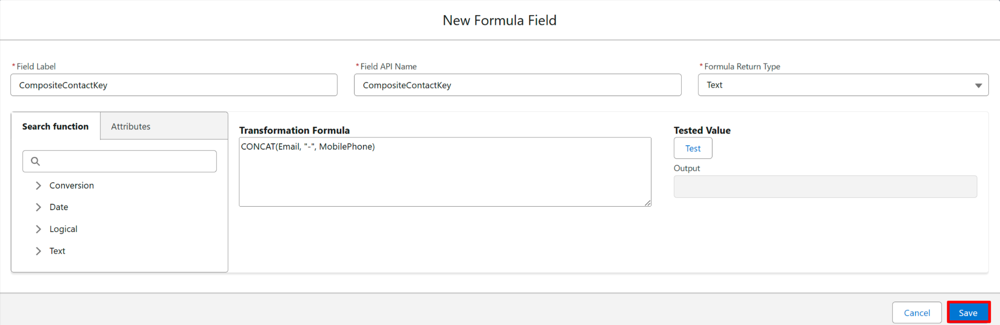 New Formula Field
* Field Label
* Field API Name
* Formula Return Type
CompositeContactKey
CompositeContactKey
Text
Search function
Attributes
Conversion
Date
Logical
Text
Transformation Formula
CONCAT(Email, "-", MobilePhone)
Tested Value
Test
Output
Cancel
Save